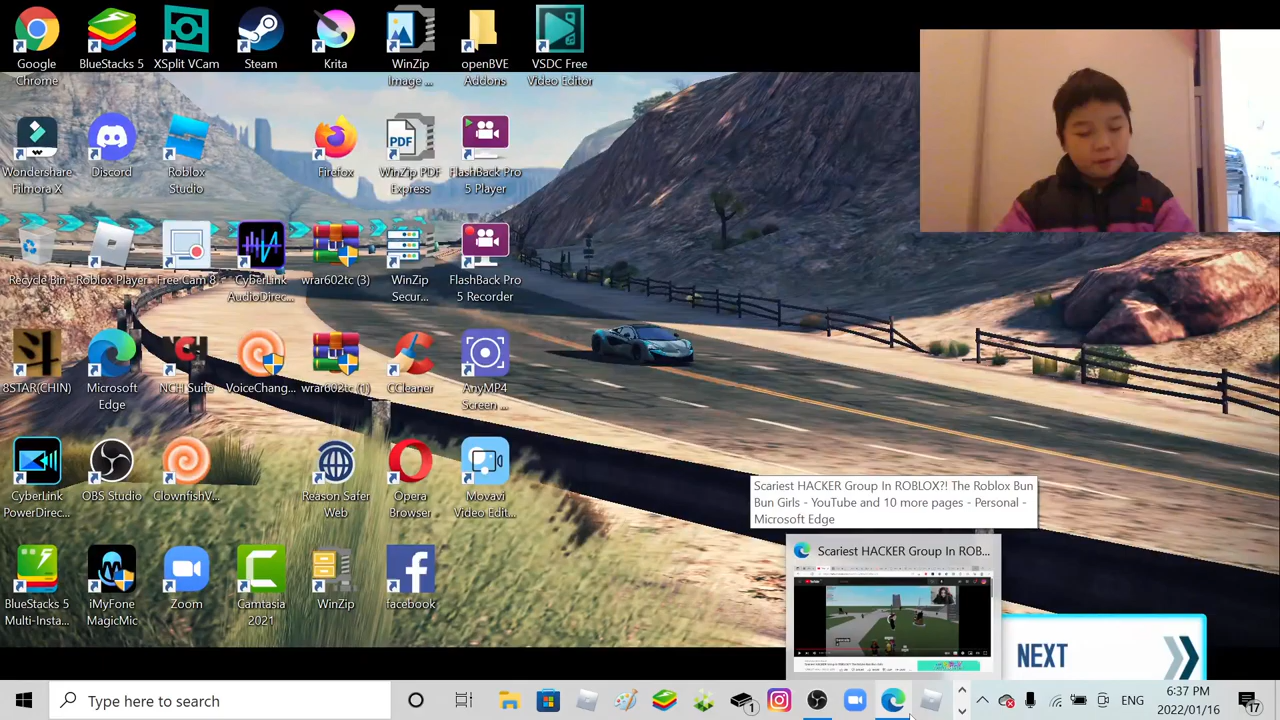 Google
Chrome
BlueStacks 5
XSplit VCam
Steam
Krita
WinZip
Image ...
openBVE
Addons
VSDC Free
Video Editor
Wondershare
Filmora X
Discord
Roblox
Studio
Firefox
PDF
WinZip PDF
Express
FlashBack Pro
5 Player
Recycle Bin
Roblox Player
Free Cam 8
CyberLink
AudioDirec...
wrar602tc (3)
WinZip
Secur...
FlashBack Pro
5 Recorder
8STAR(CHIN)
Microsoft
Edge
NCH
NCH Suite
VoiceChang...
wrar602tc (1)
CCleaner
AnyMP4
Screen ...
CyberLink
PowerDirec...
OBS Studio
ClownfishV...
Reason Safer
Web
Opera
Browser
Movavi
Video Edit...
BlueStacks 5
Multi-Insta...
iMyFone
MagicMic
Zoom
Camtasia
2021
WinZip
facebook
Scariest HACKER Group In ROBLOX?! The Roblox Bun
Bun Girls - YouTube and 10 more pages - Personal -
Microsoft Edge
Scariest HACKER Group In ROB...
NEXT
Type here to search
1
ENG
6:37 PM
2022/01/16
17